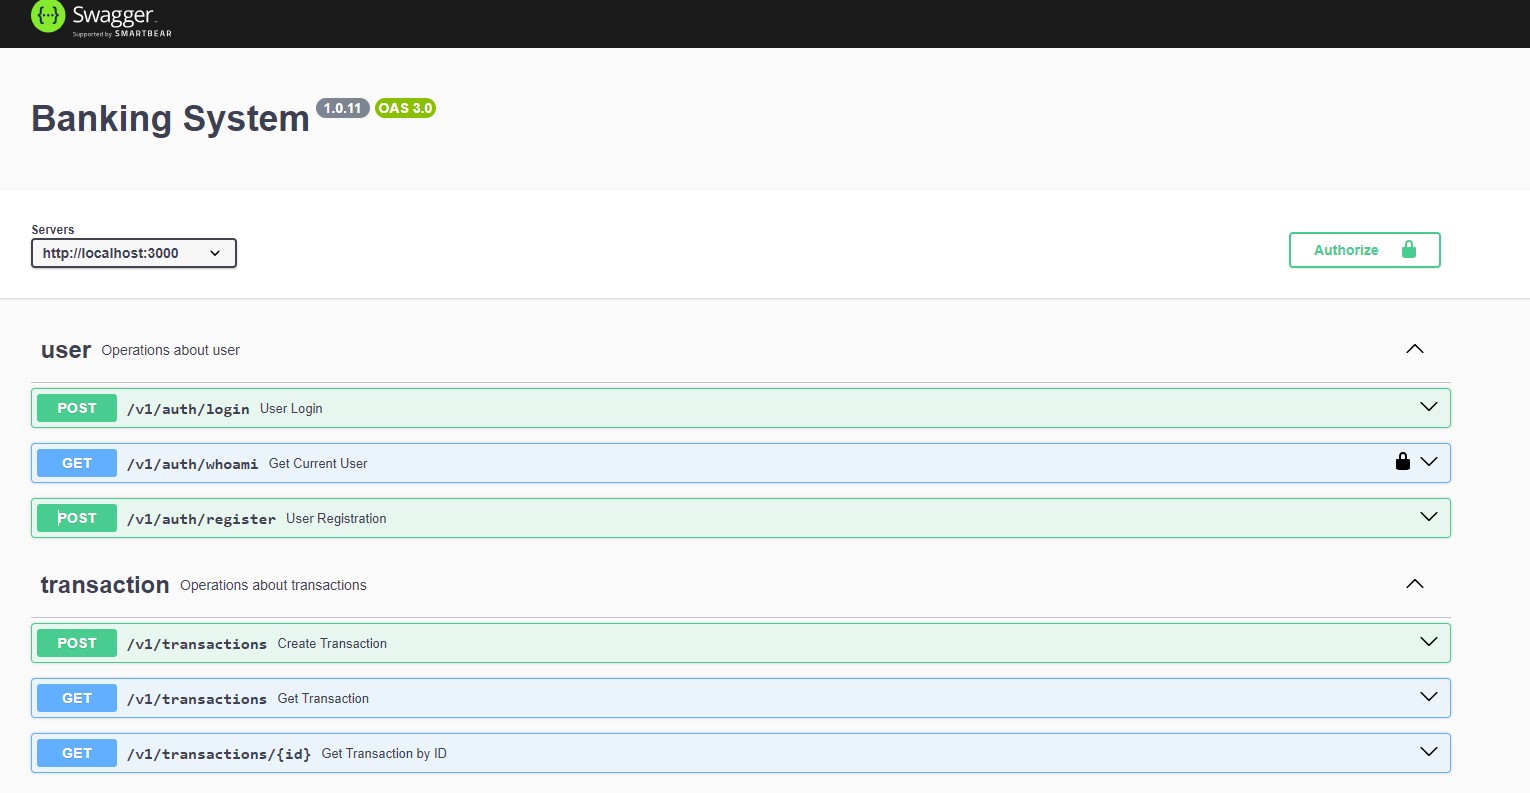 Swagger
Supported by SMARTBEAR
Banking System 1.0.11 OAS 3.0
Servers
http://localhost:3000
Authorize
user Operations about user
POST /v1/auth/login User Login
GET /v1/auth/whoami Get Current User
POST /v1/auth/register User Registration
transaction Operations about transactions
POST /v1/transactions Create Transaction
GET /v1/transactions Get Transaction
GET /v1/transactions/{id} Get Transaction by ID